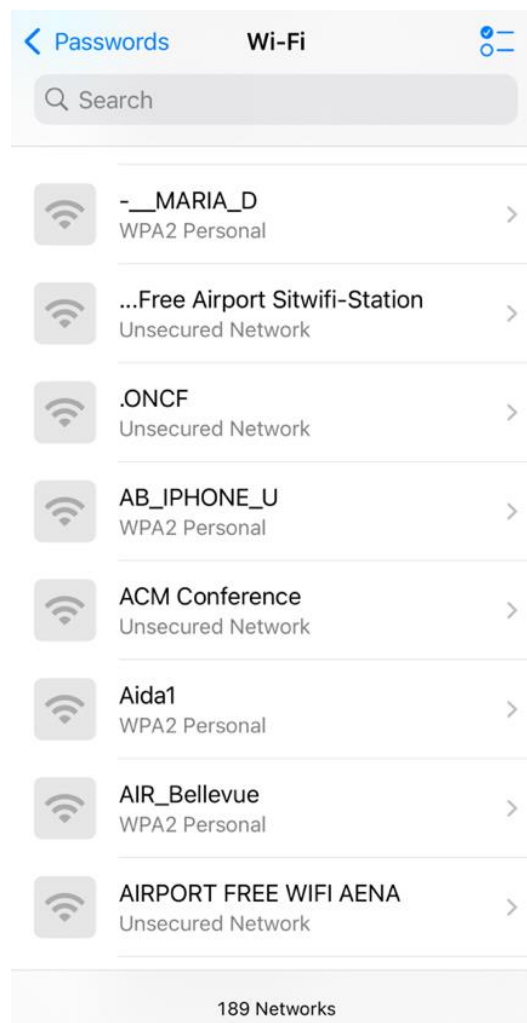 Passwords
Wi-Fi
Search
-__MARIA_D
WPA2 Personal
...Free Airport Sitwifi-Station
Unsecured Network
.ONCF
Unsecured Network
AB_IPHONE_U
WPA2 Personal
ACM Conference
Unsecured Network
Aida1
WPA2 Personal
AIR_Bellevue
WPA2 Personal
AIRPORT FREE WIFI AENA
Unsecured Network
189 Networks